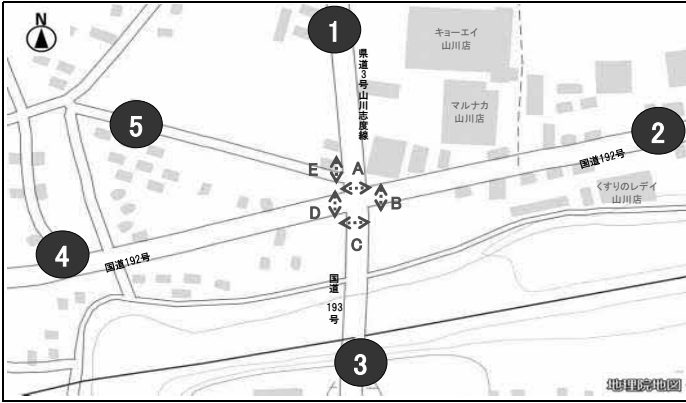 N
1
キョーエイ
山川店
県道3号山川志度線
マルナカ
山川店
2
国道192号
5
E
A
くすりのレディ
山川店
D
B
C
4
国道192号
国道
193
号
3
地理院地図